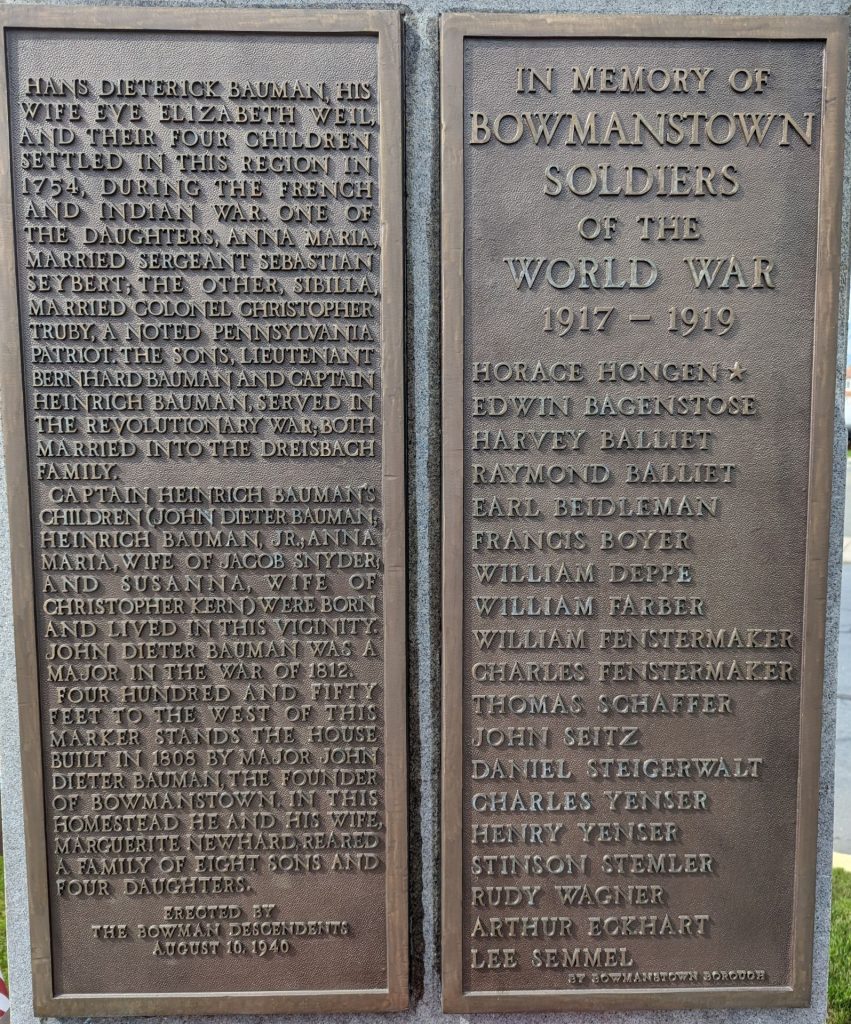 HANS DIETERICK BAUMAN, HIS
WIFE EVE ELIZABETH WEIL,
AND THEIR FOUR CHILDREN
SETTLED IN THIS REGION IN
1754, DURING THE FRENCH
AND INDIAN WAR. ONE OF
THE DAUGHTERS, ANNA MARIA,
MARRIED SERGEANT SEBASTIAN
SEYBERT; THE OTHER, SIBILLA,
MARRIED COLONEL CHRISTOPHER
TRUBY, A NOTED PENNSYLVANIA
PATRIOT. THE SONS, LIEUTENANT
BERNHARD BAUMAN AND CAPTAIN
HEINRICH BAUMAN, SERVED IN
THE REVOLUTIONARY WAR; BOTH
MARRIED INTO THE DREISBACH
FAMILY.
CAPTAIN HEINRICH BAUMAN'S
CHILDREN (JOHN DIETER BAUMAN;
HEINRICH BAUMAN, JR.; ANNA
MARIA, WIFE OF JACOB SNYDER;
AND SUSANNA, WIFE OF
CHRISTOPHER KERN) WERE BORN
AND LIVED IN THIS VICINITY.
JOHN DIETER BAUMAN WAS A
MAJOR IN THE WAR OF 1812.
FOUR HUNDRED AND FIFTY
FEET TO THE WEST OF THIS
MARKER STANDS THE HOUSE
BUILT IN 1808 BY MAJOR JOHN
DIETER BAUMAN, THE FOUNDER
OF BOWMANSTOWN. IN THIS
HOMESTEAD HE AND HIS WIFE,
MARGUERITE NEWHARD, REARED
A FAMILY OF EIGHT SONS AND
FOUR DAUGHTERS.
ERECTED BY
THE BOWMAN DESCENDENTS
AUGUST 10, 1940
IN MEMORY OF
BOWMANSTOWN
SOLDIERS
OF THE
WORLD WAR
1917 – 1919
HORACE HONGEN ★
EDWIN BAGENSTOSE
HARVEY BALLIET
RAYMOND BALLIET
EARL BEIDLEMAN
FRANCIS BOYER
WILLIAM DEPPE
WILLIAM FARBER
WILLIAM FENSTERMAKER
CHARLES FENSTERMAKER
THOMAS SCHAFFER
JOHN SEITZ
DANIEL STEIGERWALT
CHARLES YENSER
HENRY YENSER
STINSON STEMLER
RUDY WAGNER
ARTHUR ECKHART
LEE SEMMEL
BY BOWMANSTOWN BOROUGH